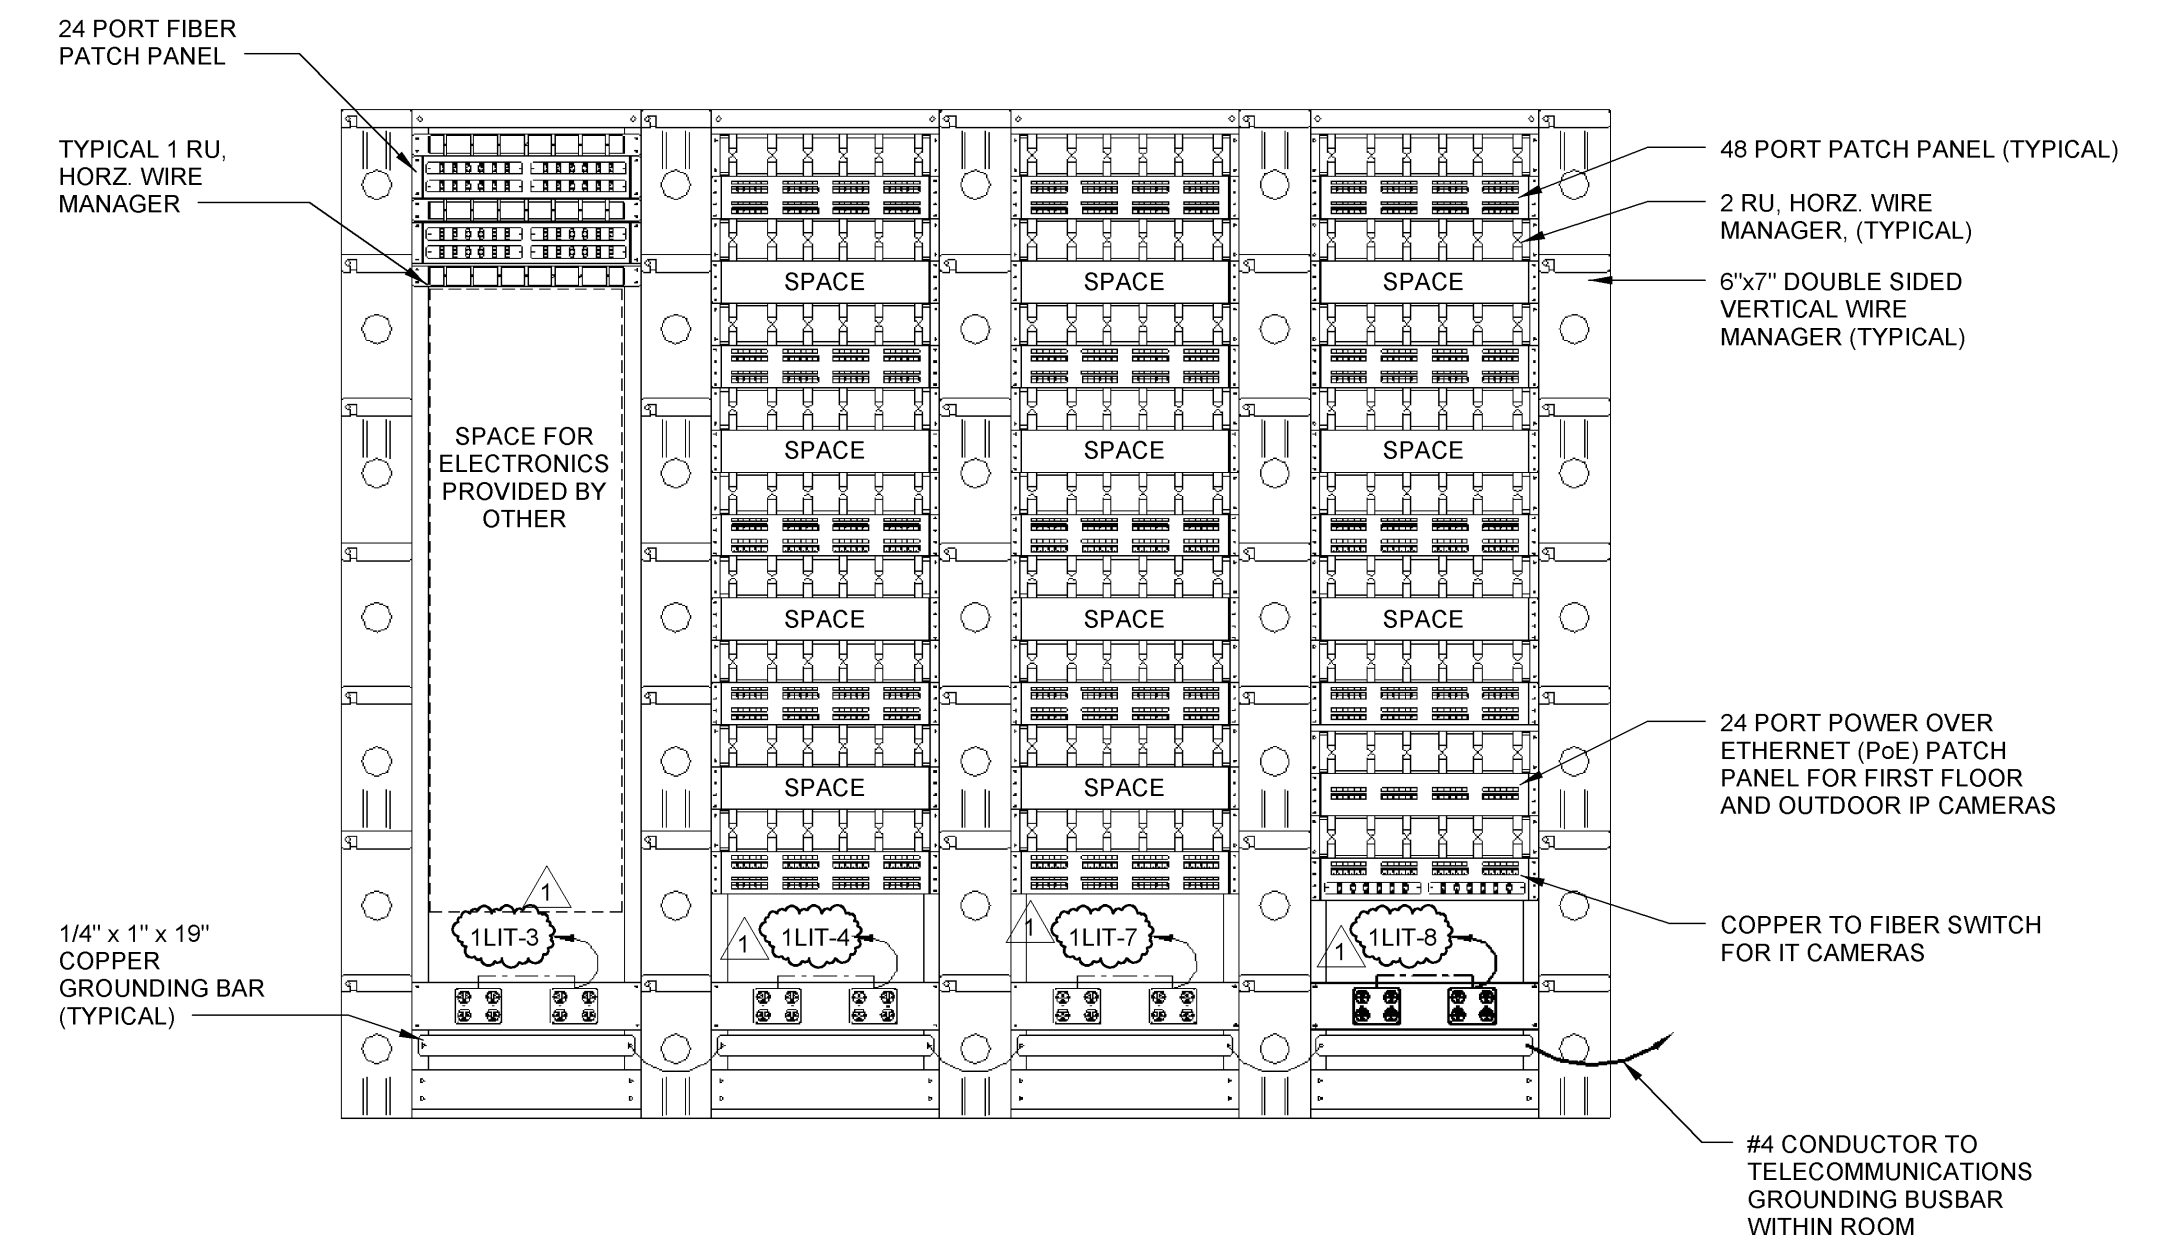 24 PORT FIBER
PATCH PANEL
TYPICAL 1 RU,
HORZ. WIRE
MANAGER
48 PORT PATCH PANEL (TYPICAL)
2 RU, HORZ. WIRE
MANAGER, (TYPICAL)
6"x7" DOUBLE SIDED
VERTICAL WIRE
MANAGER (TYPICAL)
SPACE SPACE SPACE
SPACE FOR
ELECTRONICS
PROVIDED BY
OTHER
SPACE SPACE SPACE
SPACE SPACE SPACE
SPACE SPACE
24 PORT POWER OVER
ETHERNET (PoE) PATCH
PANEL FOR FIRST FLOOR
AND OUTDOOR IP CAMERAS
1
1LIT-3
1
1LIT-4
1
1LIT-7
1
1LIT-8
COPPER TO FIBER SWITCH
FOR IT CAMERAS
1/4" x 1" x 19"
COPPER
GROUNDING BAR
(TYPICAL)
#4 CONDUCTOR TO
TELECOMMUNICATIONS
GROUNDING BUSBAR
WITHIN ROOM